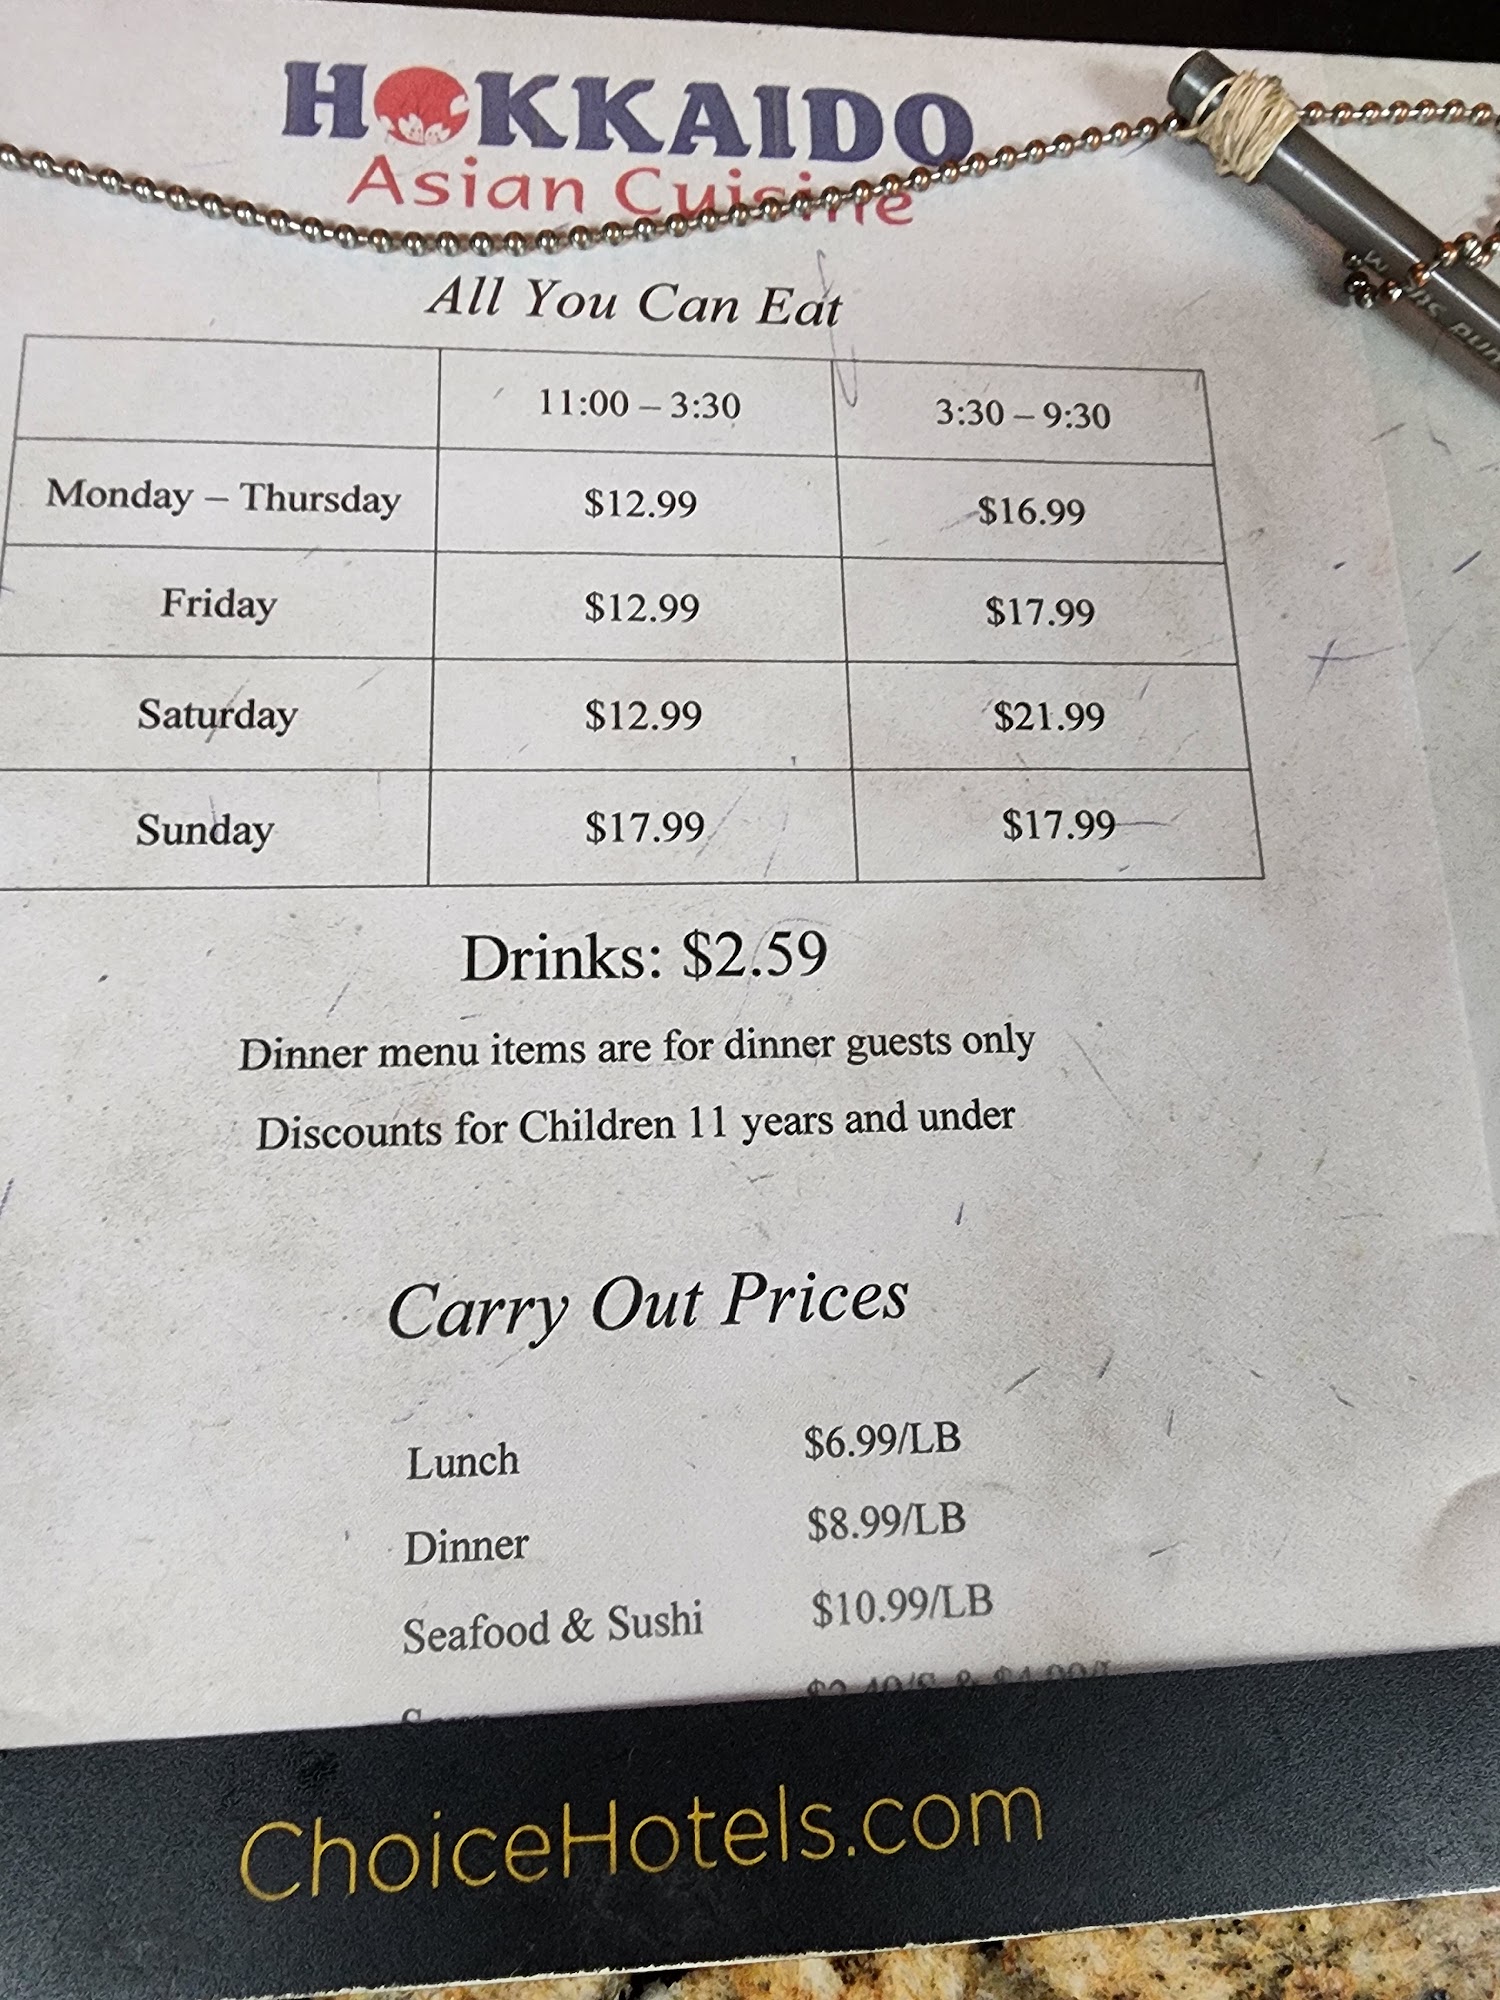 HOKKAIDO
Asian Cuisine
All You Can Eat
11:00 – 3:30 3:30 – 9:30
Monday – Thursday $12.99 $16.99
Friday $12.99 $17.99
Saturday $12.99 $21.99
Sunday $17.99 $17.99
Drinks: $2.59
Dinner menu items are for dinner guests only
Discounts for Children 11 years and under
Carry Out Prices
Lunch $6.99/LB
Dinner $8.99/LB
Seafood & Sushi $10.99/LB
ChoiceHotels.com